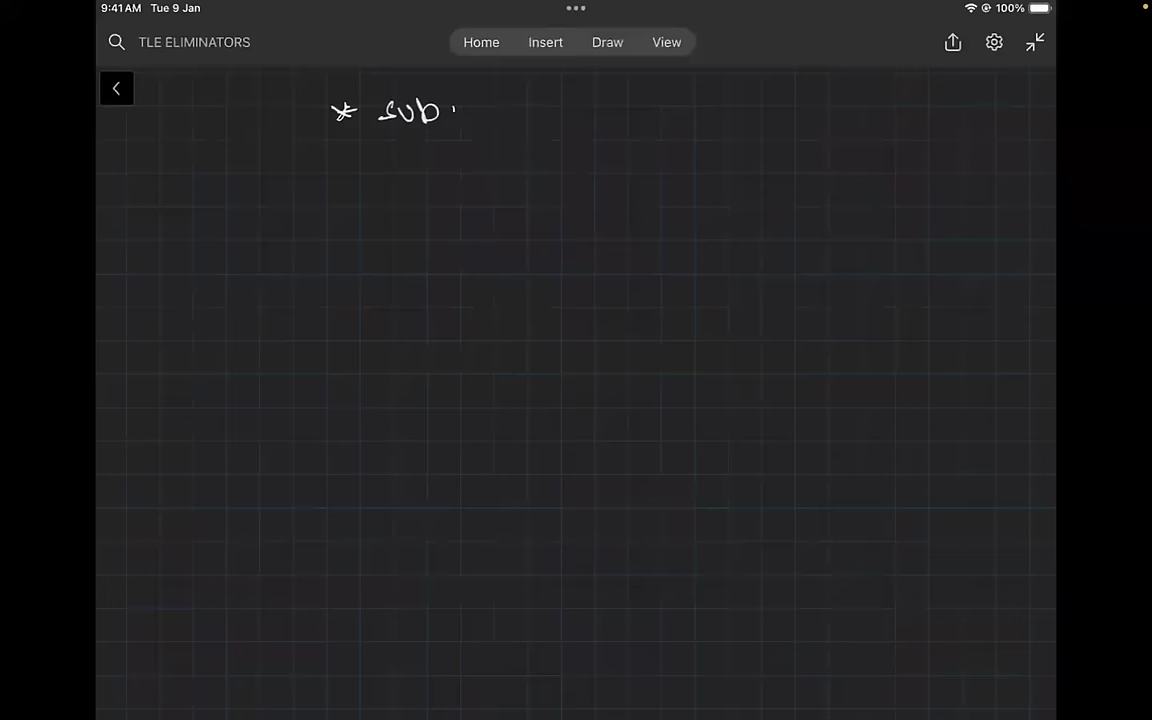 9:41 AM Tue 9 Jan
100%
TLE ELIMINATORS
Home Insert Draw View
* sub